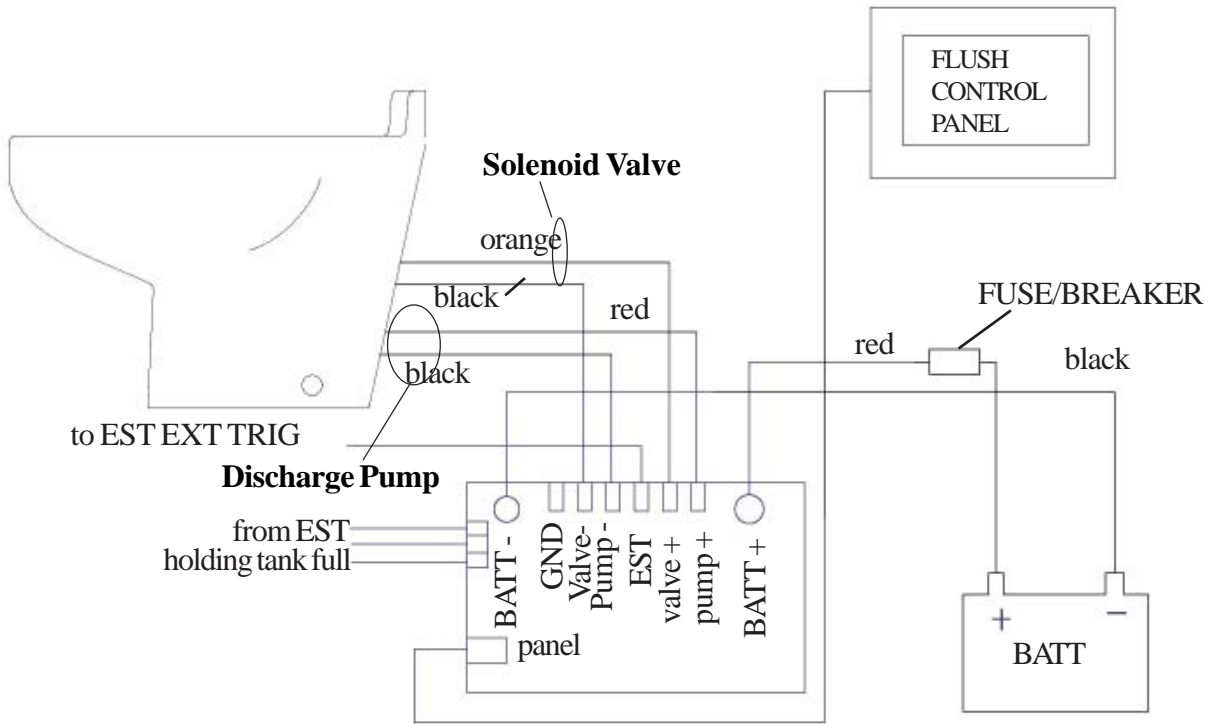 FLUSH
CONTROL
PANEL
Solenoid Valve
orange
black
red
black
FUSE/BREAKER
red
black
to EST EXT TRIG
Discharge Pump
from EST
holding tank full
BATT -
GND
Valve-
Pump -
EST
valve +
pump +
BATT +
panel
+
−
BATT